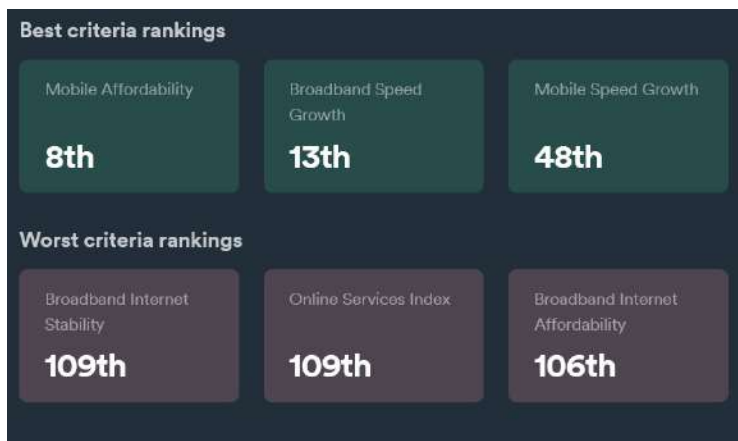 Best criteria rankings
Mobile Affordability
8th
Broadband Speed
Growth
13th
Mobile Speed Growth
48th
Worst criteria rankings
Broadband Internet
Stability
109th
Online Services Index
109th
Broadband Internet
Affordability
106th